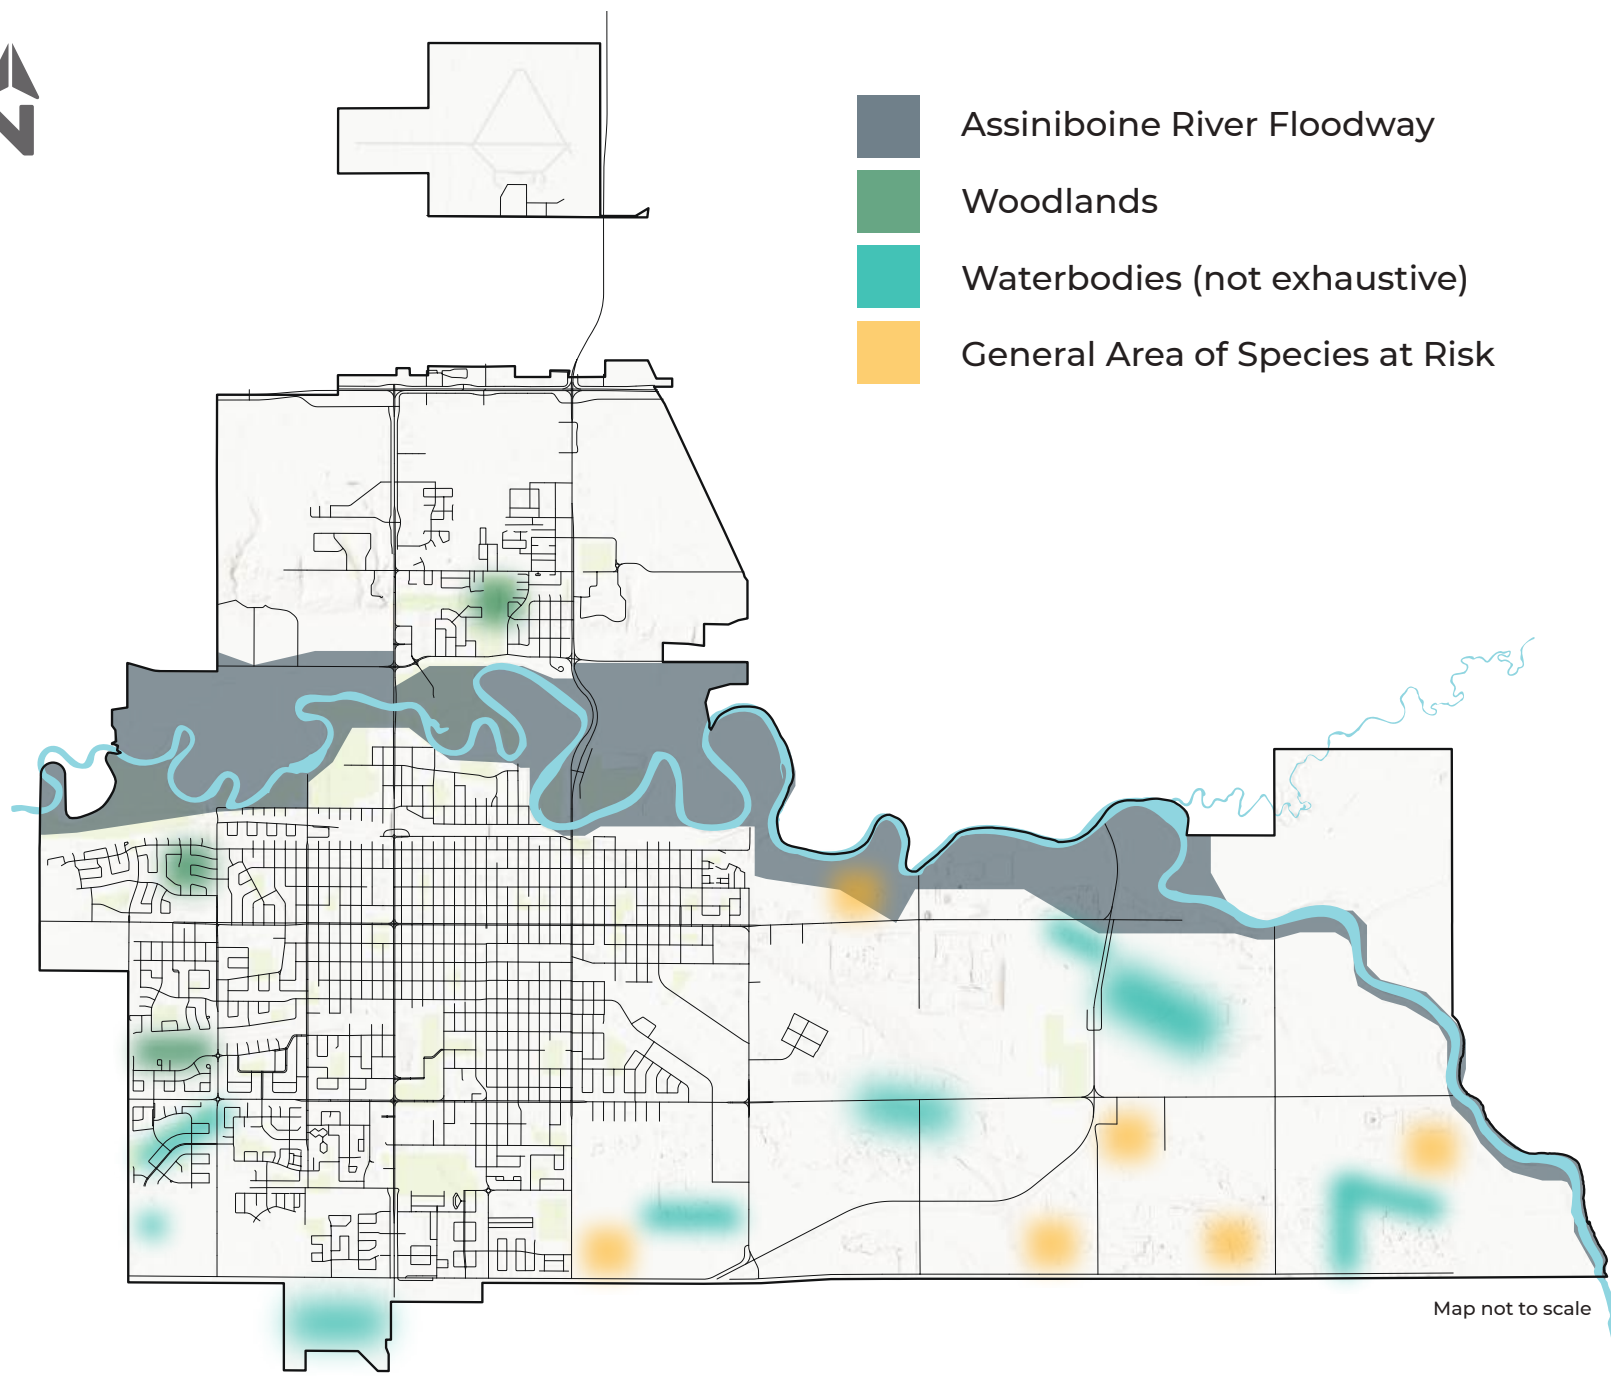 N
Assiniboine River Floodway
Woodlands
Waterbodies (not exhaustive)
General Area of Species at Risk
Map not to scale